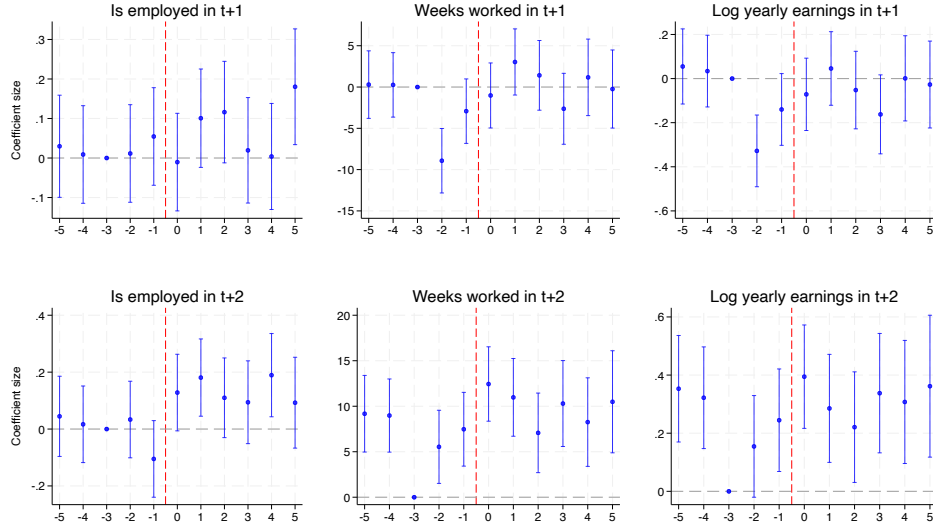 Is employed in t+1
Weeks worked in t+1
Log yearly earnings in t+1
Coefficient size
.3
.2
.1
0
-.1
-5 -4 -3 -2 -1 0 1 2 3 4 5
5
0
-5
-10
-15
-5 -4 -3 -2 -1 0 1 2 3 4 5
.2
0
-.2
-.4
-.6
-5 -4 -3 -2 -1 0 1 2 3 4 5
Is employed in t+2
Weeks worked in t+2
Log yearly earnings in t+2
Coefficient size
.4
.2
0
-.2
-5 -4 -3 -2 -1 0 1 2 3 4 5
20
15
10
5
0
-5 -4 -3 -2 -1 0 1 2 3 4 5
.6
.4
.2
0
-5 -4 -3 -2 -1 0 1 2 3 4 5